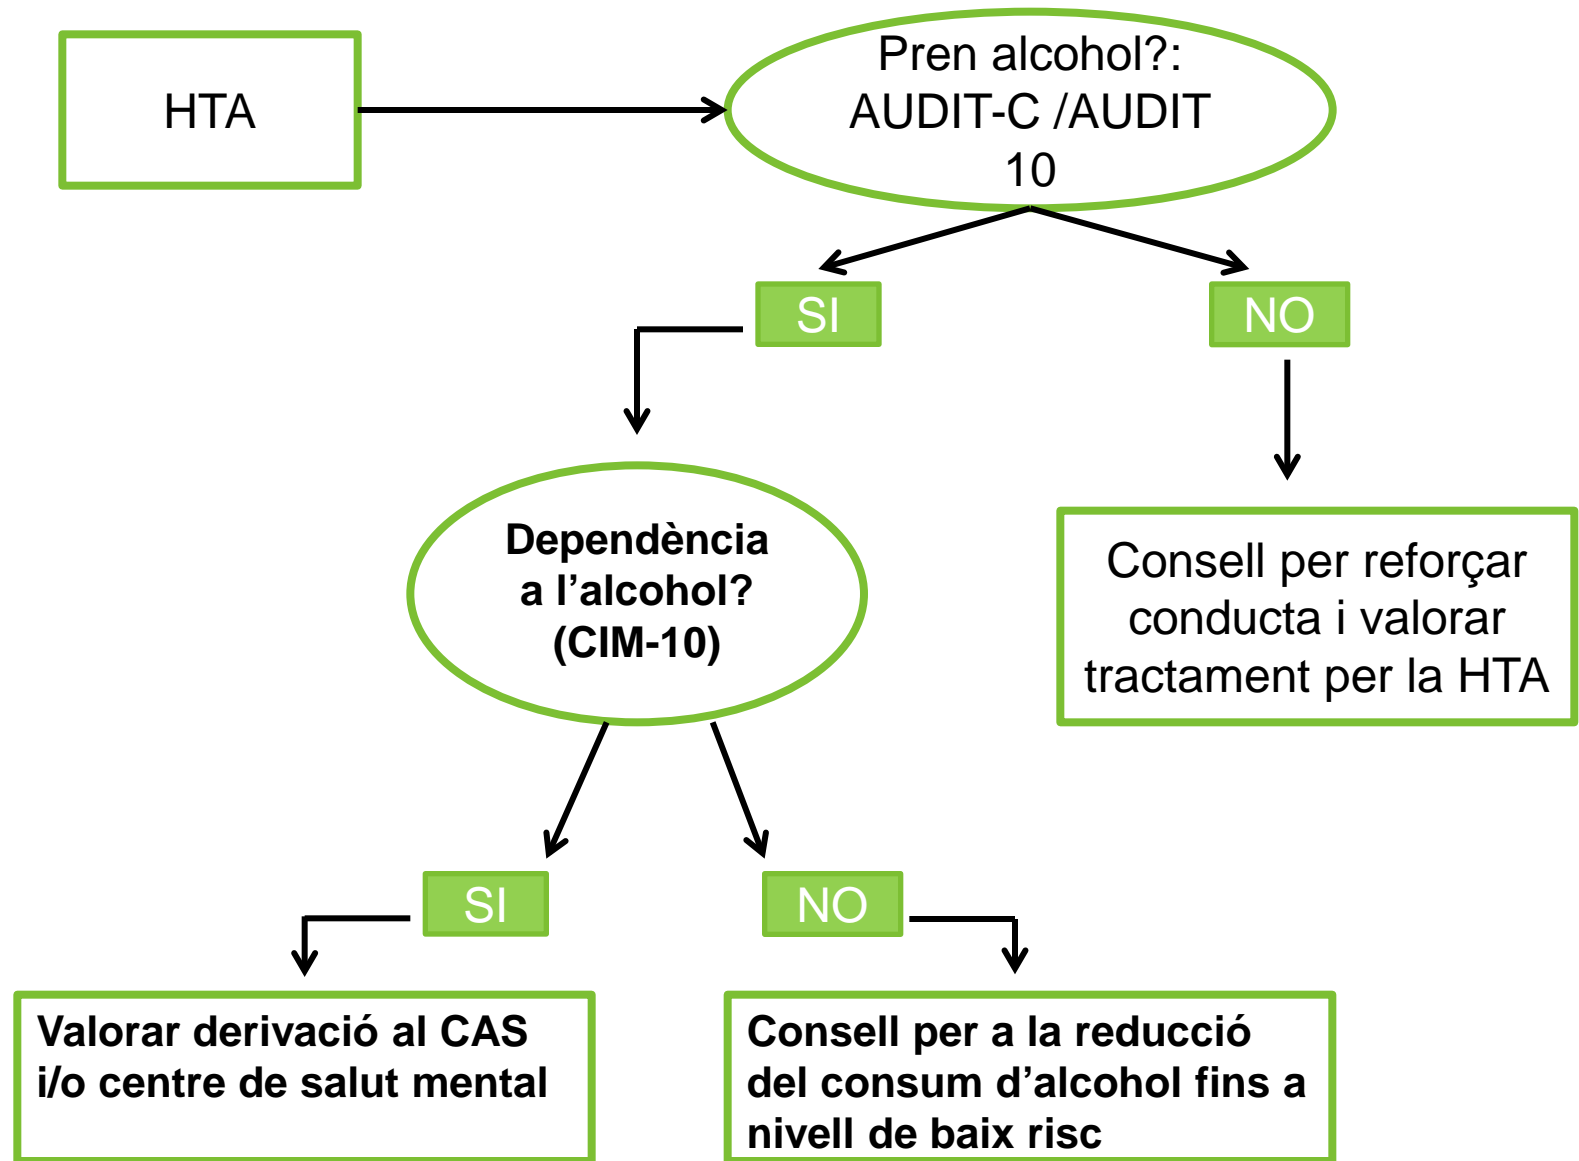 HTA
Pren alcohol?:
AUDIT-C /AUDIT
10
SI
NO
Dependència
a l’alcohol?
(CIM-10)
Consell per reforçar
conducta i valorar
tractament per la HTA
SI
NO
Valorar derivació al CAS
i/o centre de salut mental
Consell per a la reducció
del consum d’alcohol fins a
nivell de baix risc